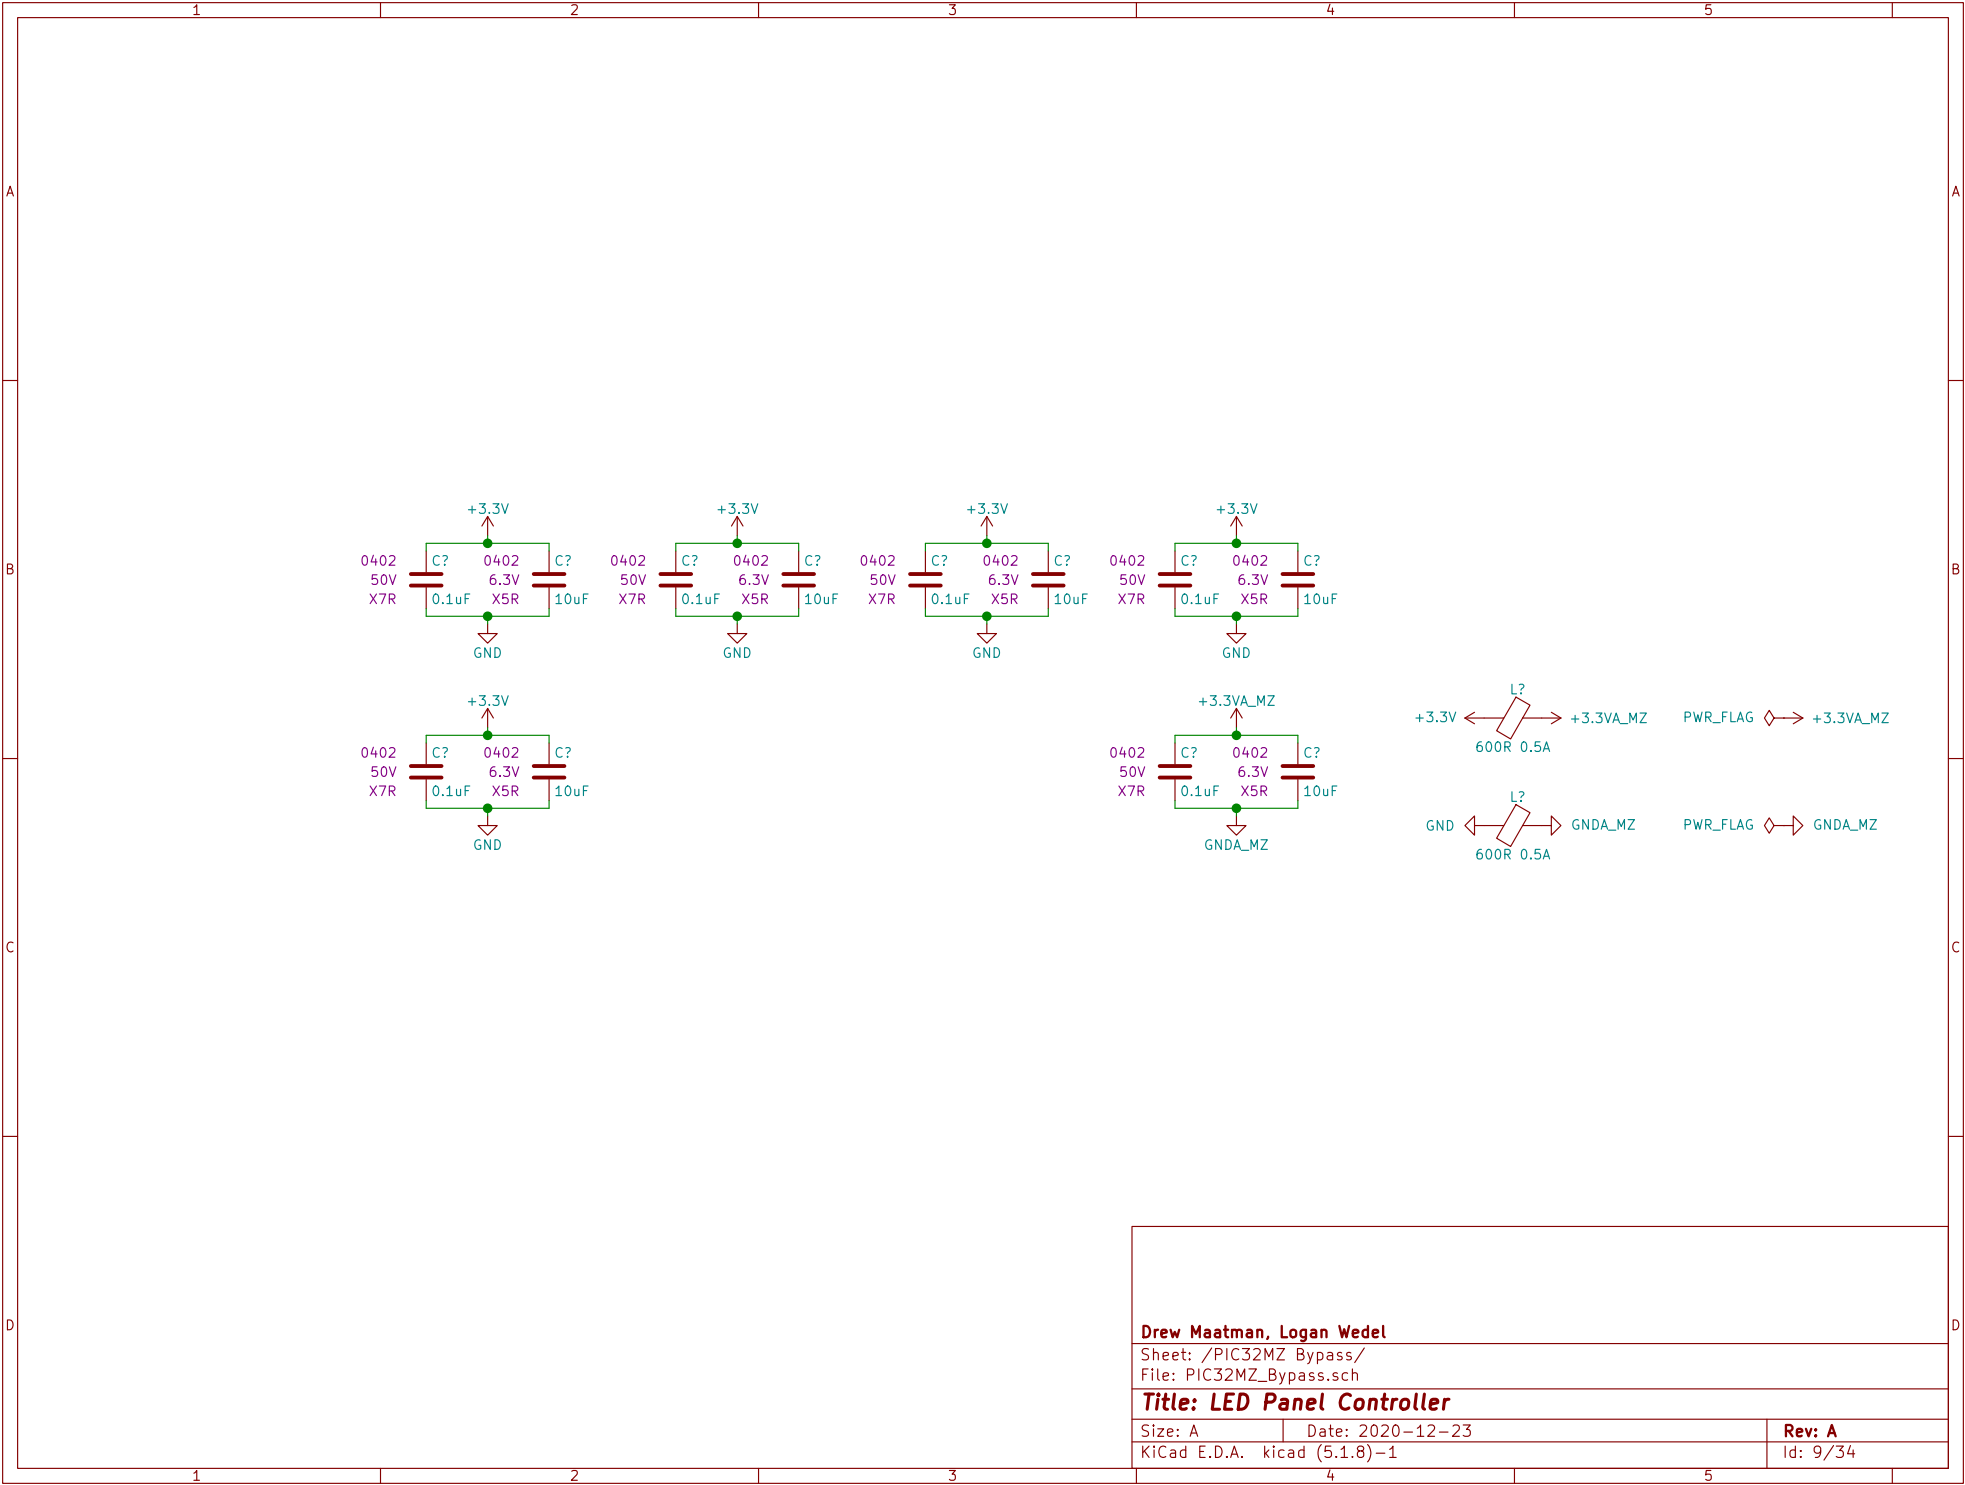 1 2 3 4 5
A A
+3.3V +3.3V +3.3V +3.3V
0402 C? 0402 C? 0402 C? 0402 C? 0402 C? 0402 C? 0402 C? 0402 C?
B B
50V 6.3V 50V 6.3V 50V 6.3V 50V 6.3V
X7R 0.1uF X5R 10uF X7R 0.1uF X5R 10uF X7R 0.1uF X5R 10uF X7R 0.1uF X5R 10uF
GND GND GND GND
L?
+3.3V +3.3VA_MZ
+3.3V +3.3VA_MZ PWR_FLAG +3.3VA_MZ
600R 0.5A
0402 C? 0402 C? 0402 C? 0402 C?
50V 6.3V 50V 6.3V
X7R 0.1uF X5R 10uF X7R 0.1uF X5R 10uF
L?
GND GNDA_MZ PWR_FLAG GNDA_MZ
GND GNDA_MZ
600R 0.5A
C C
D D
Drew Maatman, Logan Wedel
Sheet: /PIC32MZ Bypass/
File: PIC32MZ_Bypass.sch
Title: LED Panel Controller
Size: A Date: 2020-12-23 Rev: A
KiCad E.D.A. kicad (5.1.8)-1 Id: 9/34
1 2 3 4 5